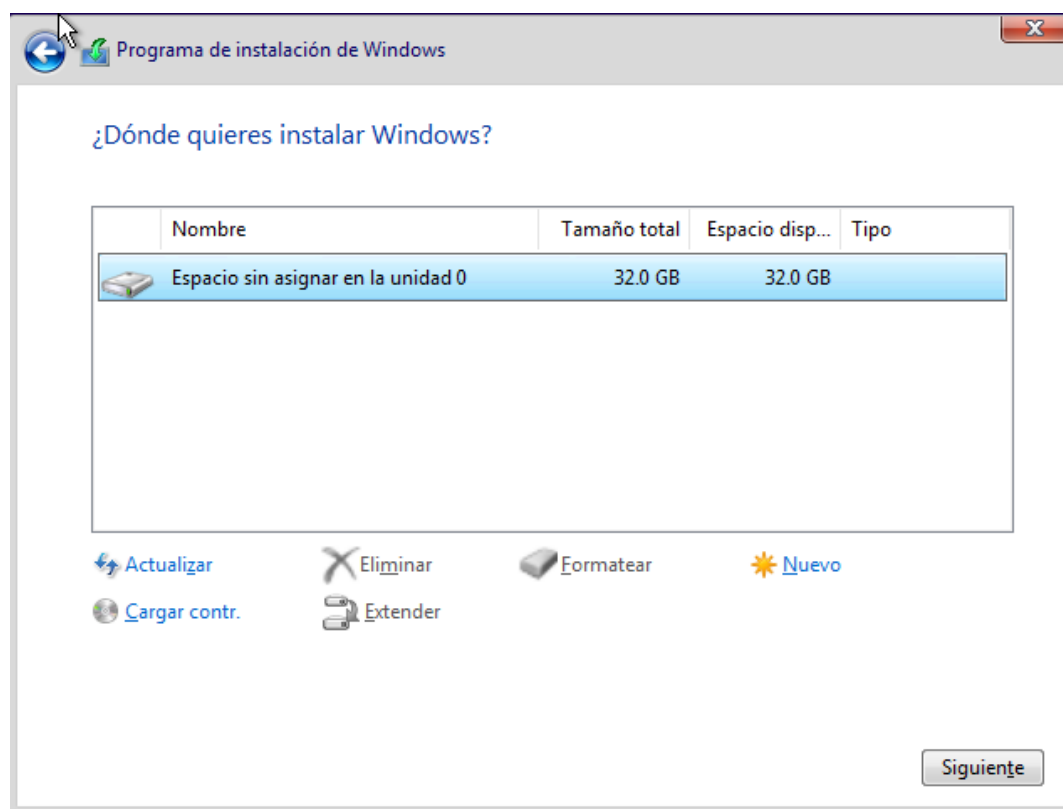 Programa de instalación de Windows
¿Dónde quieres instalar Windows?
Nombre Tamaño total Espacio disp... Tipo
Espacio sin asignar en la unidad 0 32.0 GB 32.0 GB
Actualizar Eliminar Formatear Nuevo
Cargar contr. Extender
Siguiente